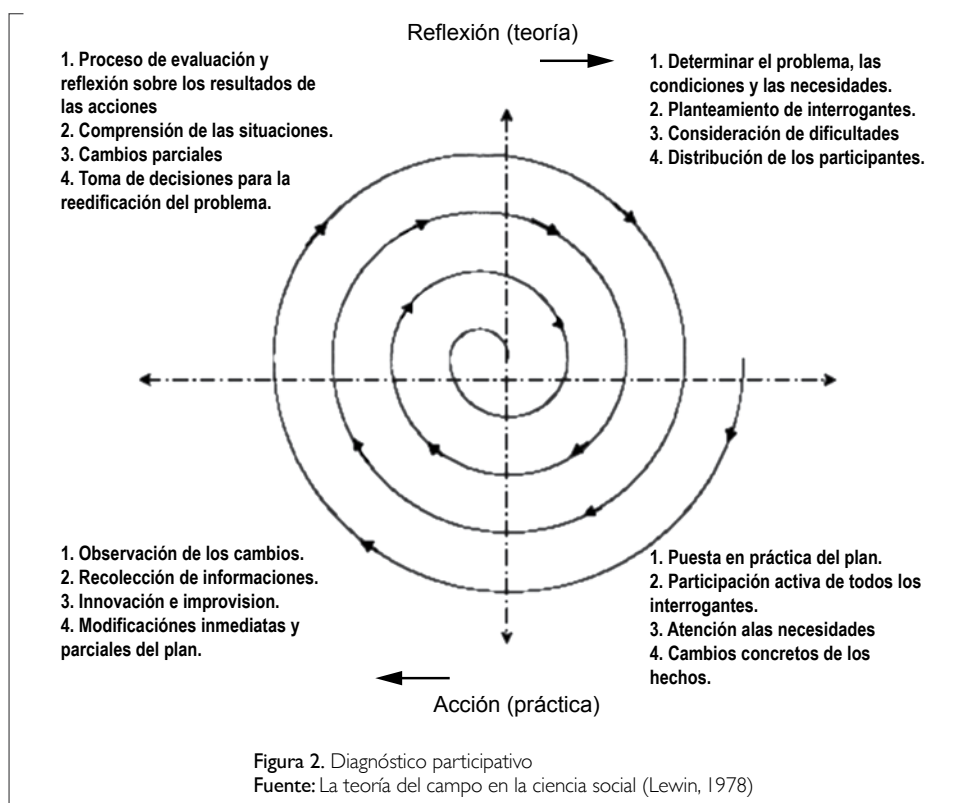 Reflexión (teoría)
1. Proceso de evaluación y
reflexión sobre los resultados de
las acciones
2. Comprensión de las situaciones.
3. Cambios parciales
4. Toma de decisiones para la
reedificación del problema.
1. Determinar el problema, las
condiciones y las necesidades.
2. Planteamiento de interrogantes.
3. Consideración de dificultades
4. Distribución de los participantes.
1. Observación de los cambios.
2. Recolección de informaciones.
3. Innovación e improvision.
4. Modificaciónes inmediatas y
parciales del plan.
1. Puesta en práctica del plan.
2. Participación activa de todos los
interrogantes.
3. Atención alas necesidades
4. Cambios concretos de los
hechos.
Acción (práctica)
Figura 2. Diagnóstico participativo
Fuente: La teoría del campo en la ciencia social (Lewin, 1978)